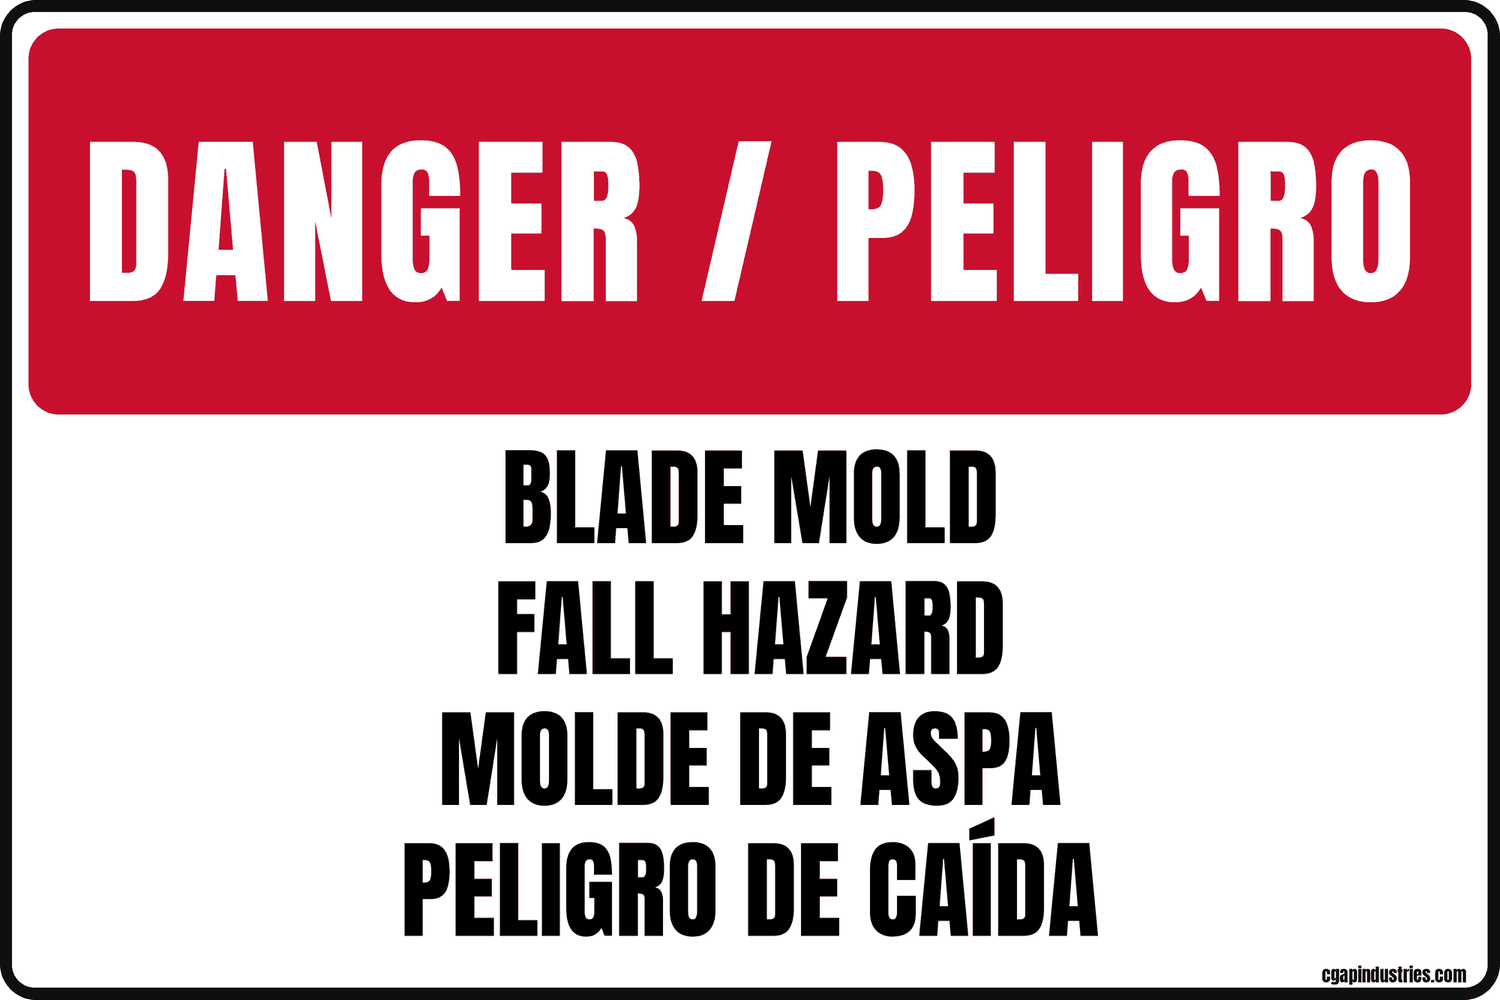 DANGER / PELIGRO
BLADE MOLD
FALL HAZARD
MOLDE DE ASPA
PELIGRO DE CAÍDA
cgapindustries.com